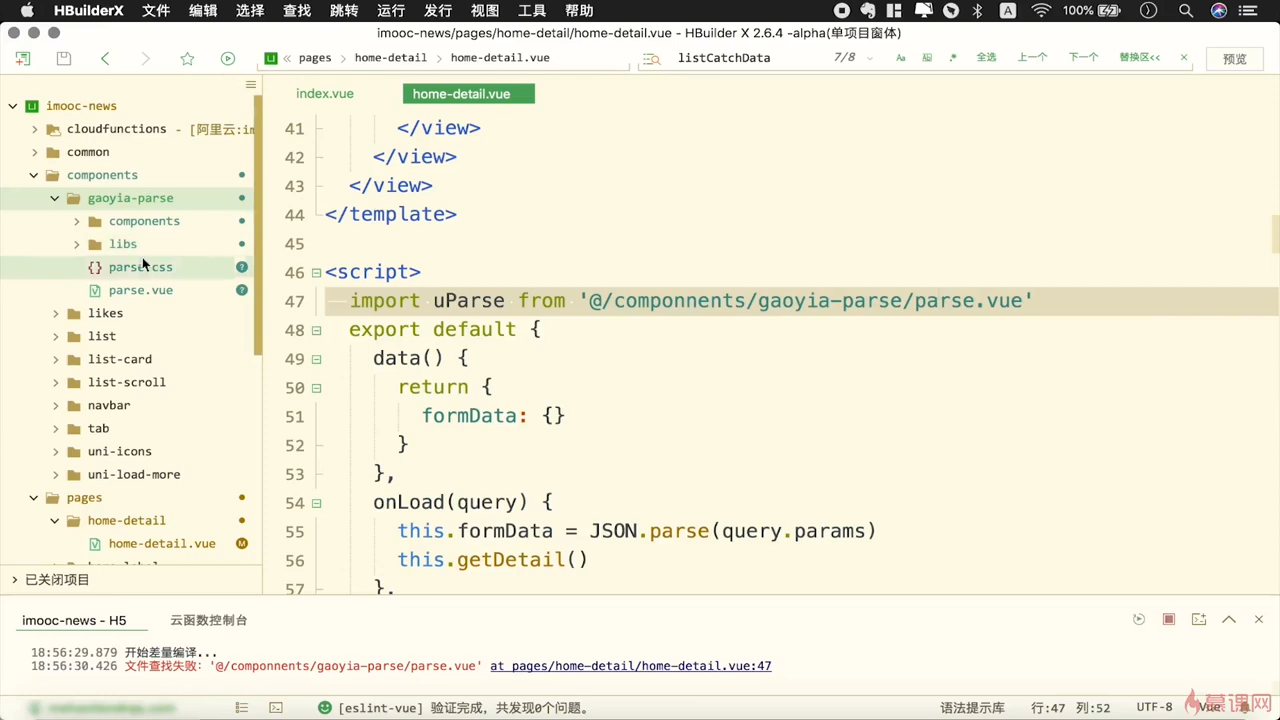 HBuilderX 文件 编辑 选择 查找 跳转 运行 发行 视图 工具 帮助 A 100%
imooc-news/pages/home-detail/home-detail.vue - HBuilder X 2.6.4 -alpha(单项目窗体)
« pages > home-detail > home-detail.vue listCatchData 7/8 Aa .* 全选 上一个 下一个 替换区<< × 预览
index.vue home-detail.vue
imooc-news
cloudfunctions - [阿里云:im
common
components
gaoyia-parse
components
libs
parse.css
parse.vue
likes
list
list-card
list-scroll
navbar
tab
uni-icons
uni-load-more
pages
home-detail
home-detail.vue M
已关闭项目
41 </view>
42 </view>
43 </view>
44 </template>
45
46 <script>
47 import uParse from '@/componnents/gaoyia-parse/parse.vue'
48 export default {
49 data() {
50 return {
51 formData: {}
52 }
53 },
54 onLoad(query) {
55 this.formData = JSON.parse(query.params)
56 this.getDetail()
57 },
imooc-news - H5 云函数控制台
18:56:29.879 开始差量编译...
18:56:30.426 文件查找失败：'@/componnents/gaoyia-parse/parse.vue' at pages/home-detail/home-detail.vue:47
[eslint-vue] 验证完成，共发现0个问题。 语法提示库 行:47 列:52 UTF-8 Vue
慕课网